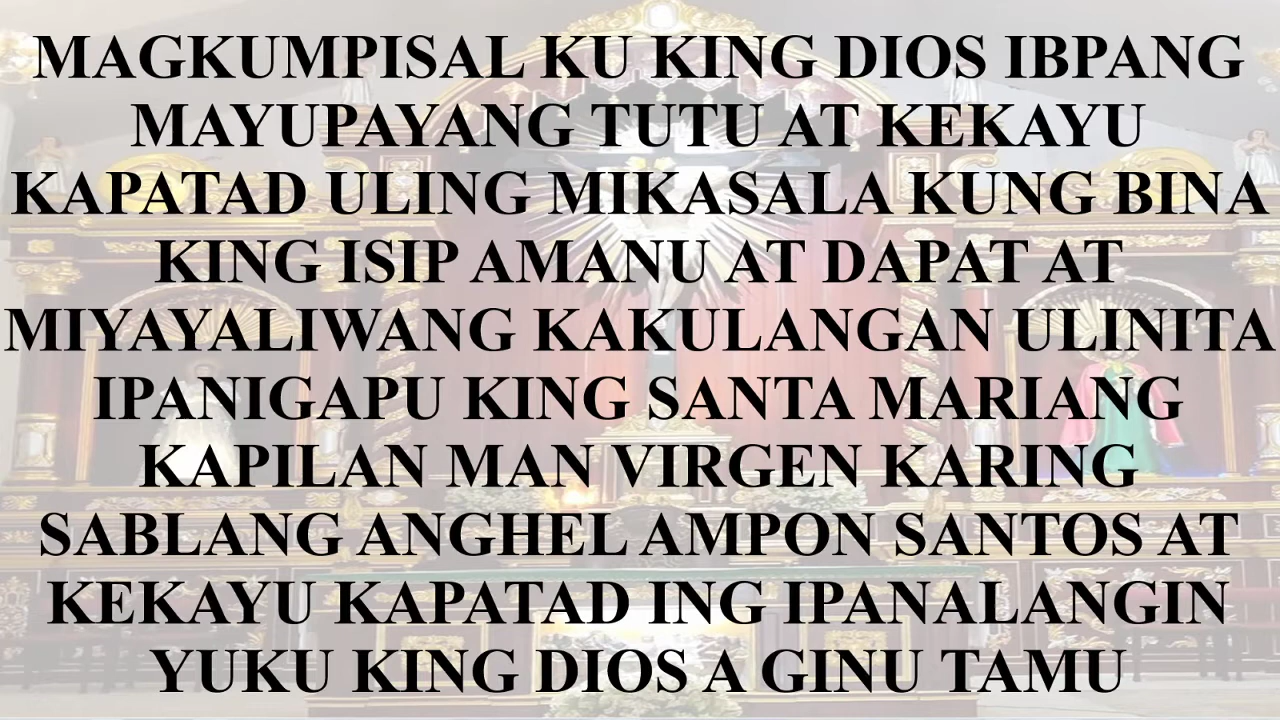 MAGKUMPISAL KU KING DIOS IBPANG
MAYUPAYANG TUTU AT KEKAYU
KAPATAD ULING MIKASALA KUNG BINA
KING ISIP AMANU AT DAPAT AT
MIYAYALIWANG KAKULANGAN ULINITA
IPANIGAPU KING SANTA MARIANG
KAPILAN MAN VIRGEN KARING
SABLANG ANGHEL AMPON SANTOS AT
KEKAYU KAPATAD ING IPANALANGIN
YUKU KING DIOS A GINU TAMU